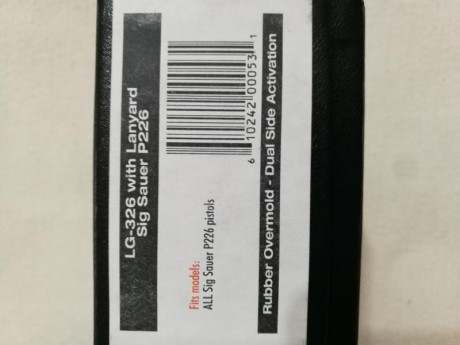 LG-326 with Lanyard
Sig Sauer P226
6 10242 00053 1
Fits models:
ALL Sig Sauer P226 pistols
Rubber Overmold - Dual Side Activation